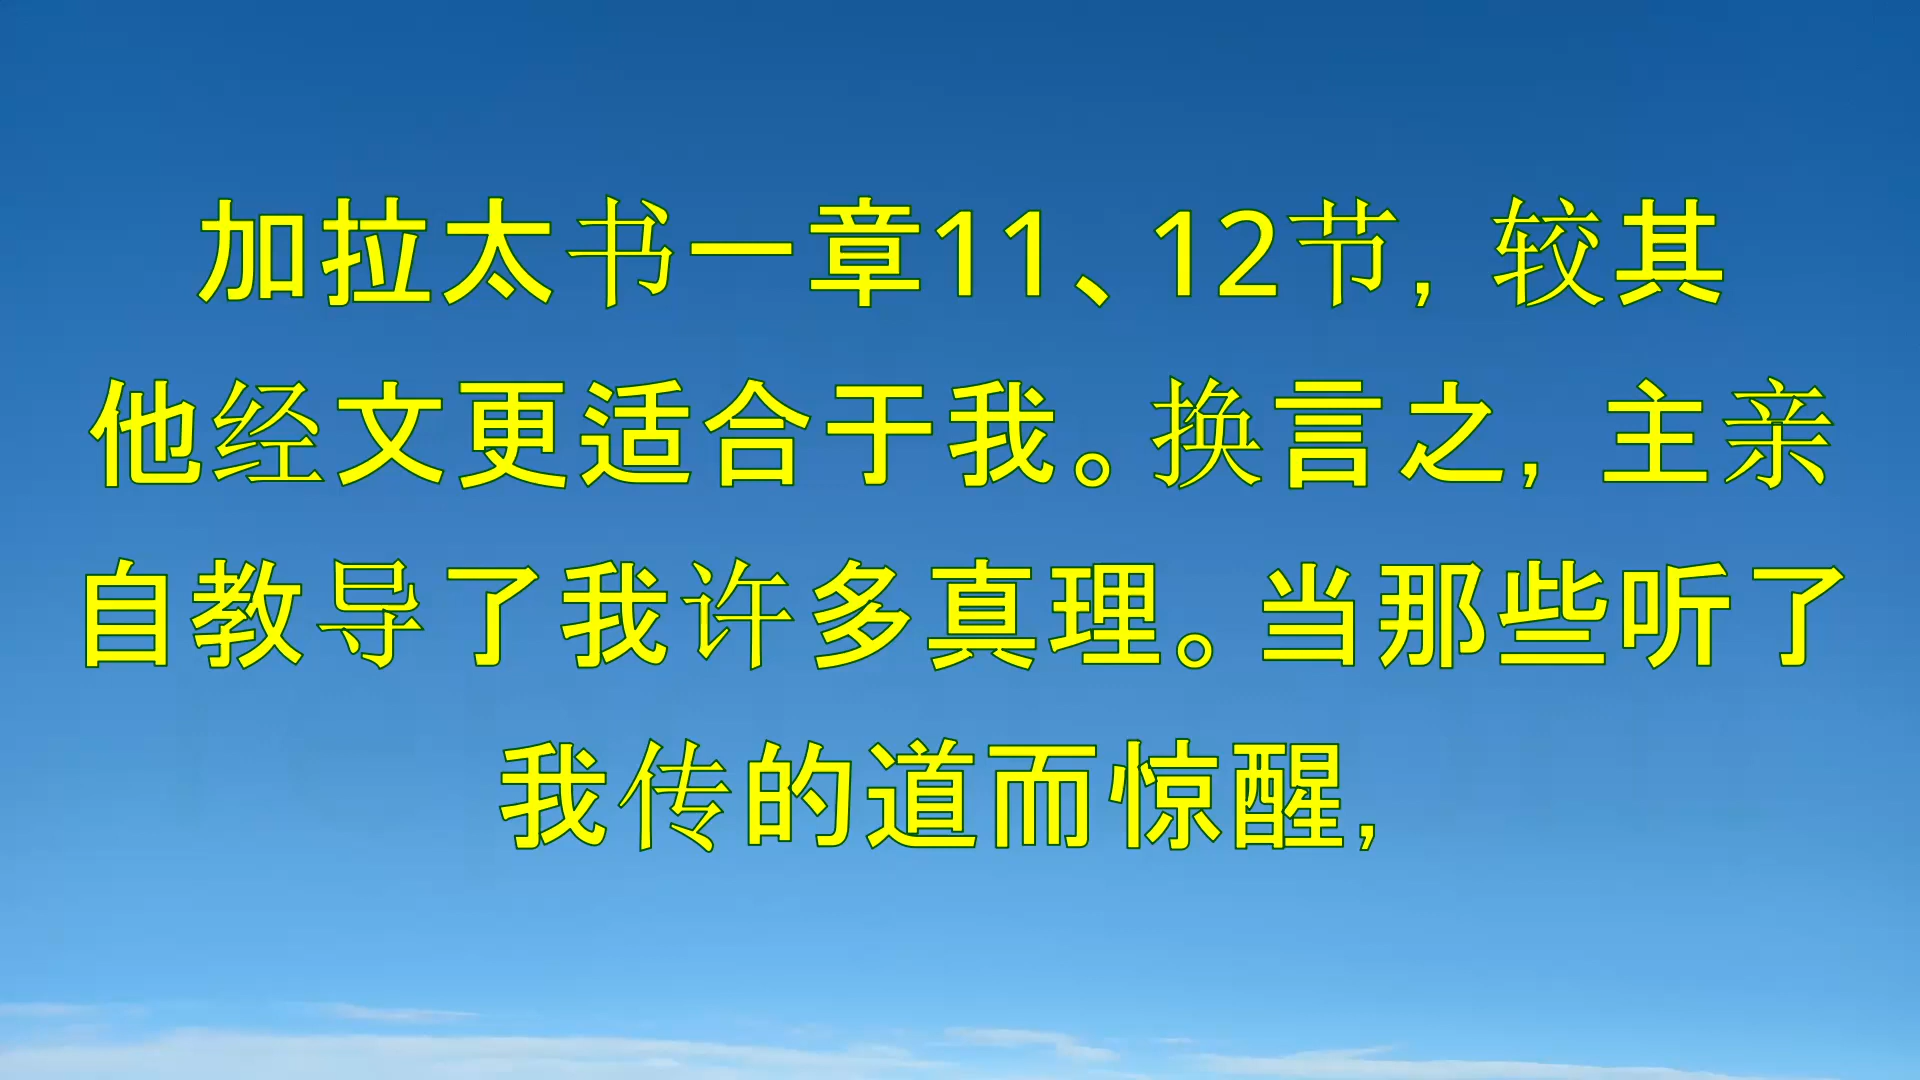 加拉太书一章11、12节，较其
他经文更适合于我。换言之，主亲
自教导了我许多真理。当那些听了
我传的道而惊醒，